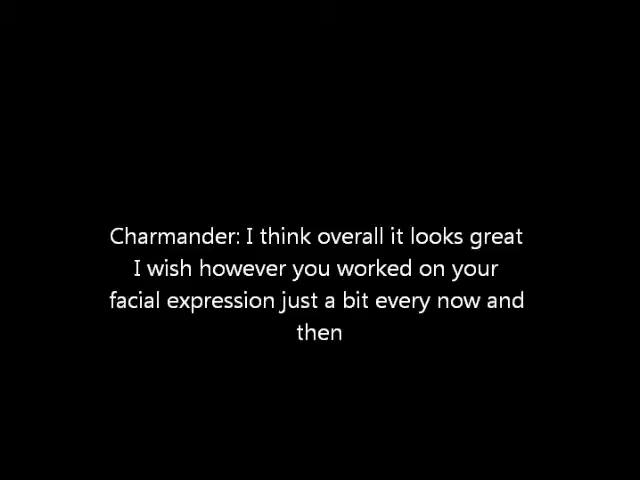 Charmander: I think overall it looks great
I wish however you worked on your
facial expression just a bit every now and
then